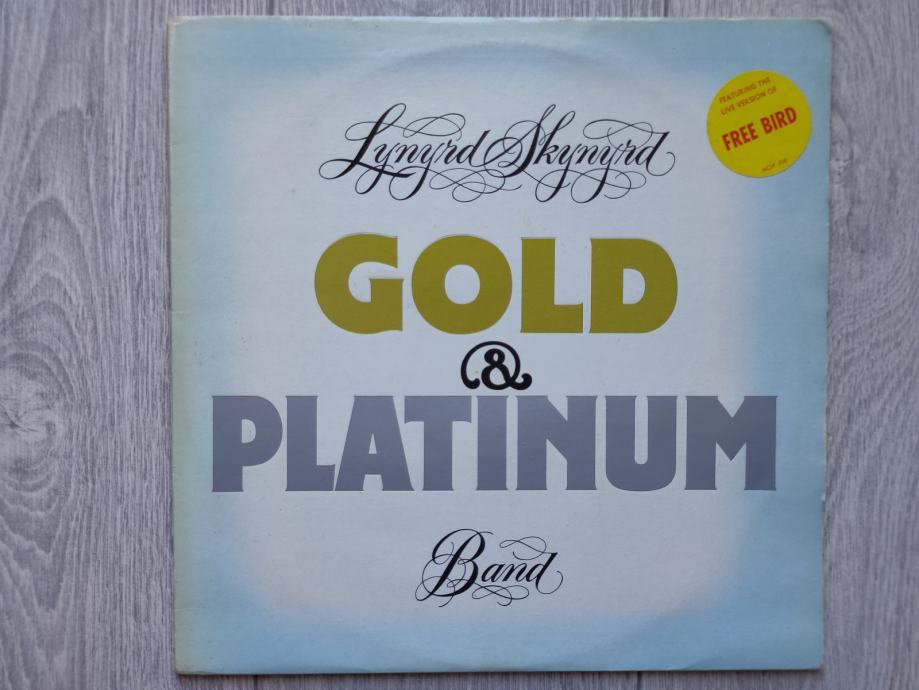 Lynyrd Skynyrd
FEATURING THE
LIVE VERSION OF
FREE BIRD
GOLD
&
PLATINUM
Band